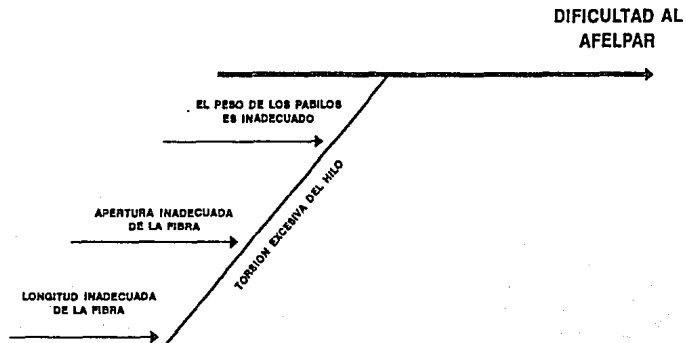 DIFICULTAD AL
AFELPAR
EL PESO DE LOS PABILOS
ES INADECUADO
TORSION EXCESIVA DEL HILO
APERTURA INADECUADA
DE LA FIBRA
LONGITUD INADECUADA
DE LA FIBRA